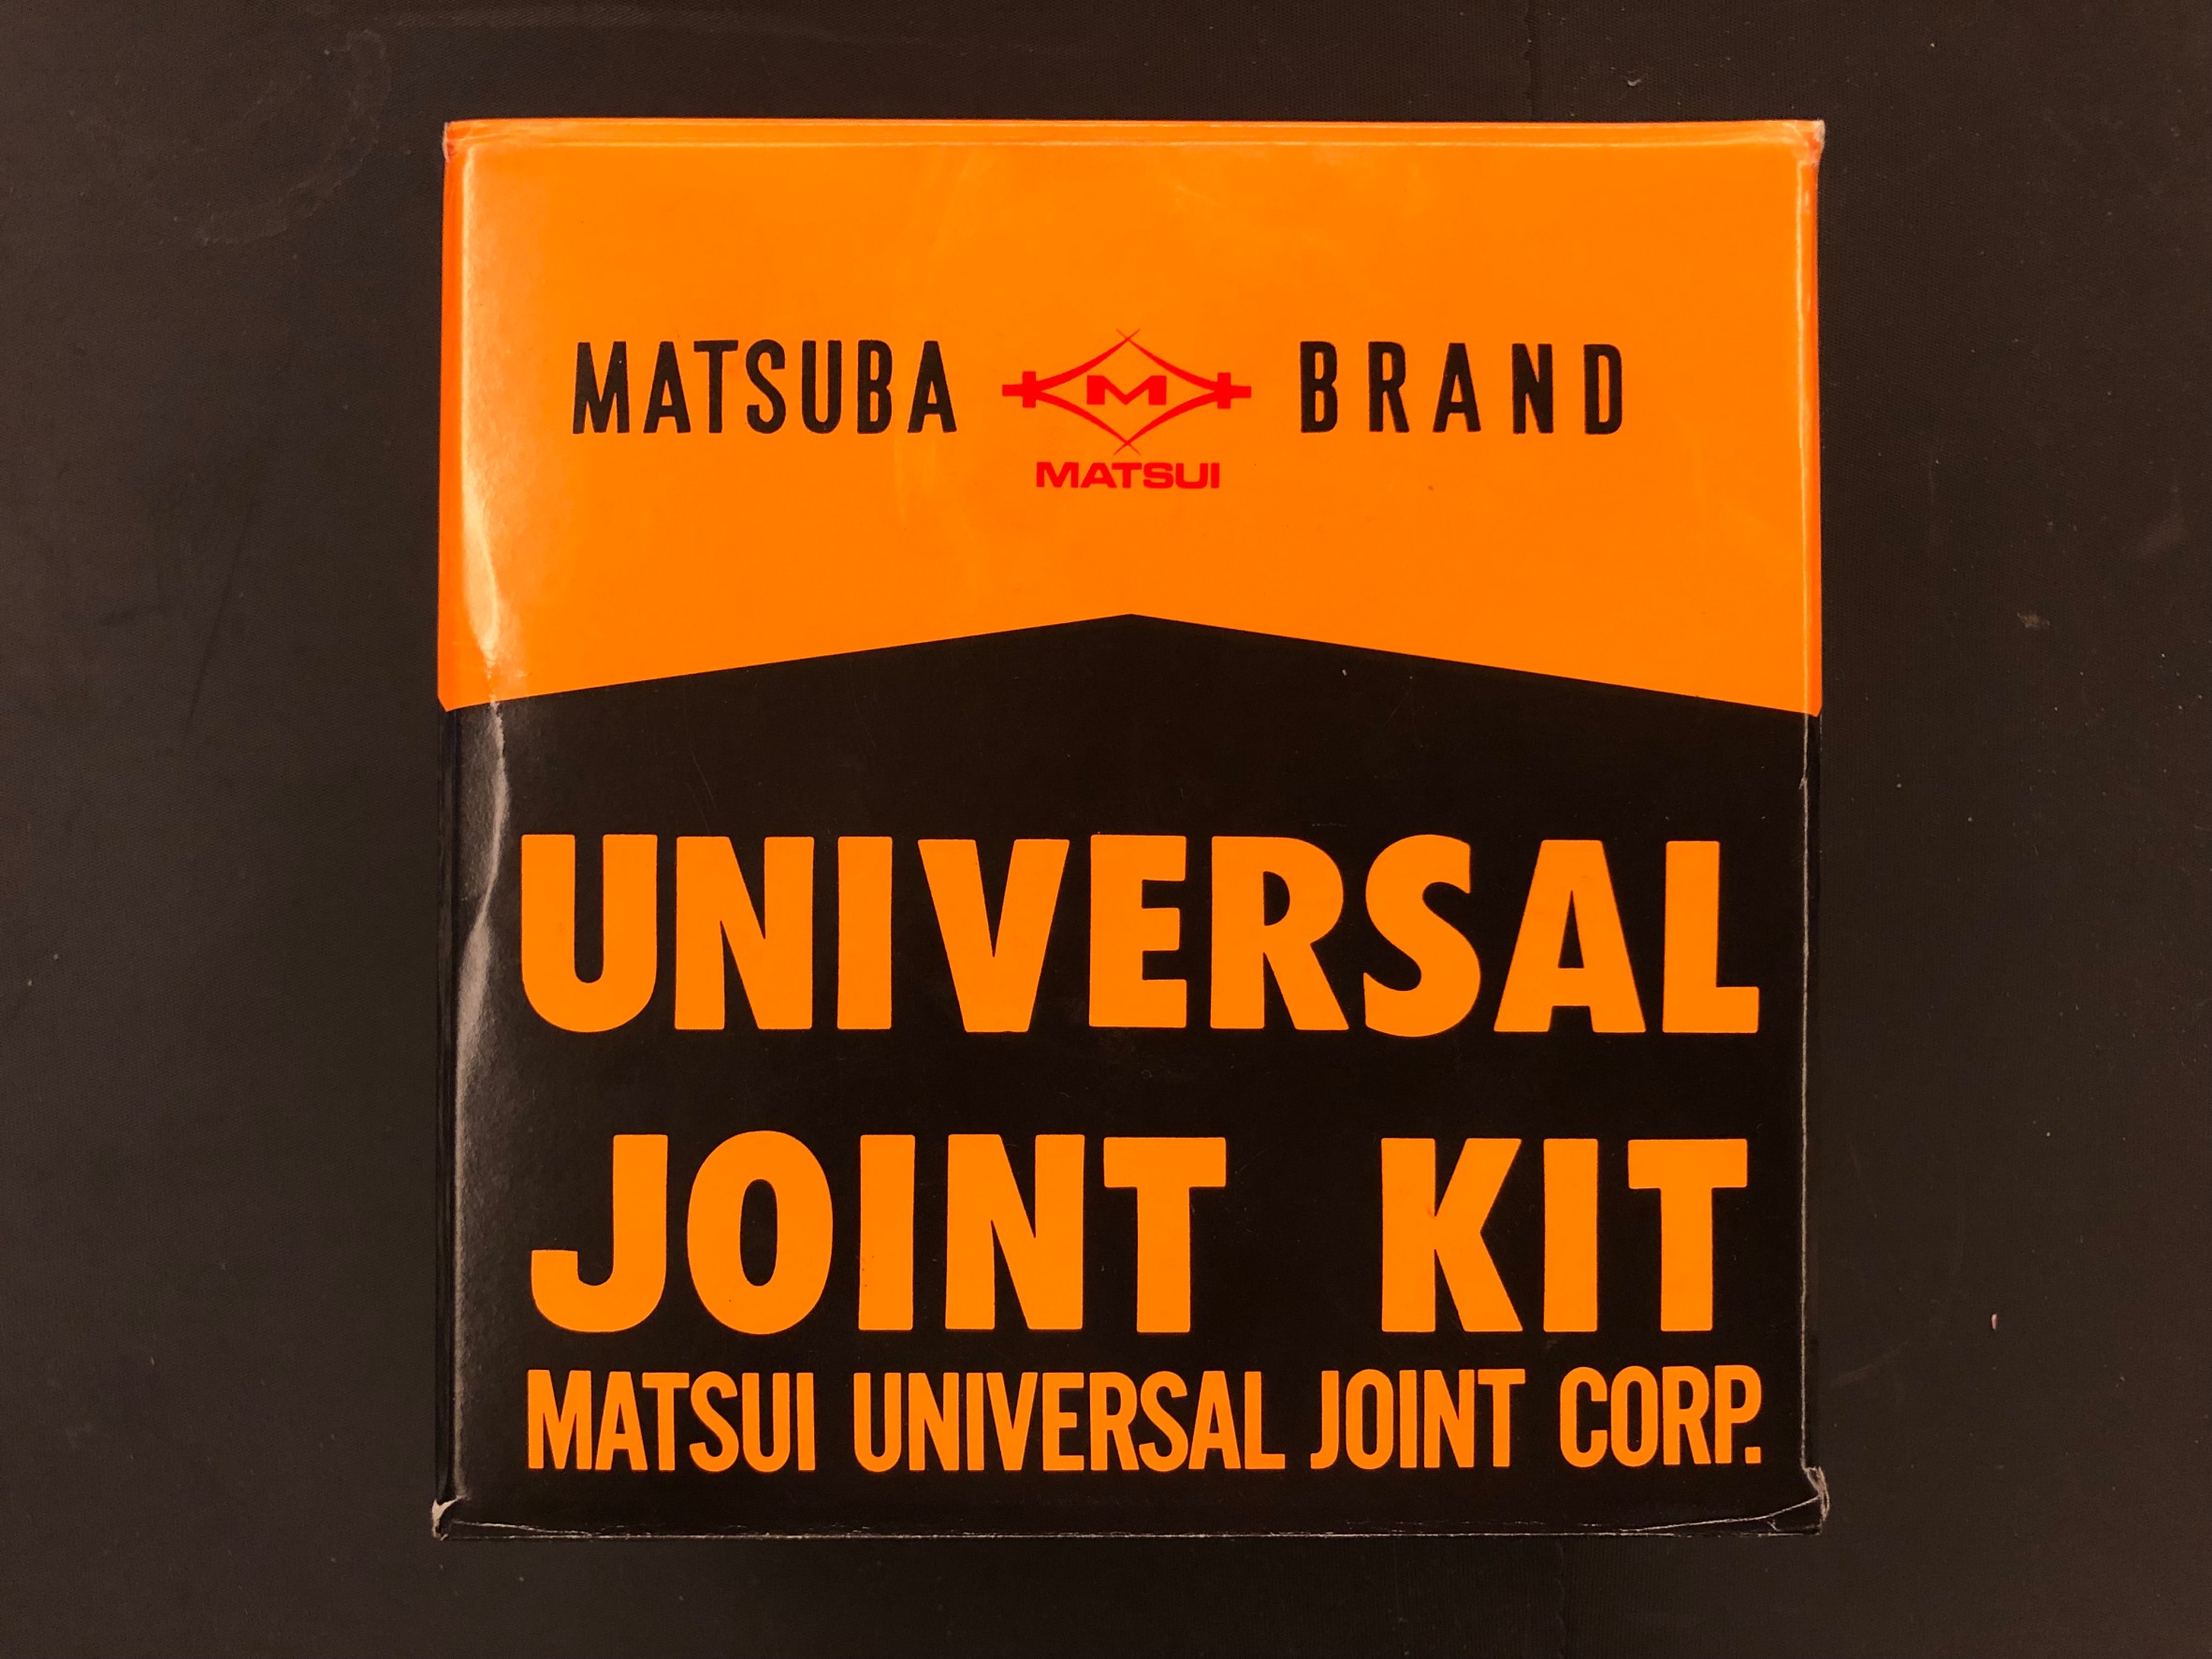 MATSUBA M BRAND
MATSUI
UNIVERSAL
JOINT KIT
MATSUI UNIVERSAL JOINT CORP.